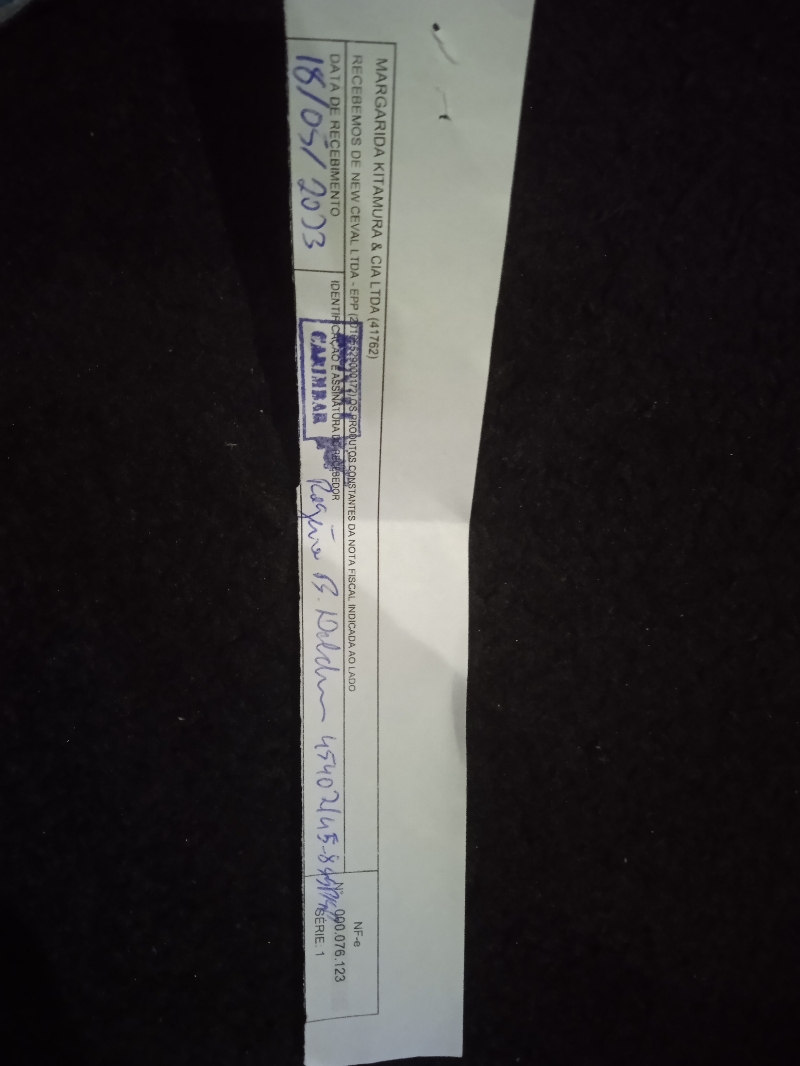 MARGARIDA KITAMURA & CIA LTDA (41762)
RECEBEMOS DE NEW CEVAL LTDA - EPP OS PRODUTOS CONSTANTES DA NOTA FISCAL INDICADA AO LADO
DATA DE RECEBIMENTO
18/05/2023
IDENTIFICAÇÃO E ASSINATURA DO RECEBEDOR
CARIMBAR
NF-e
Nº 000.076.123
SÉRIE: 1